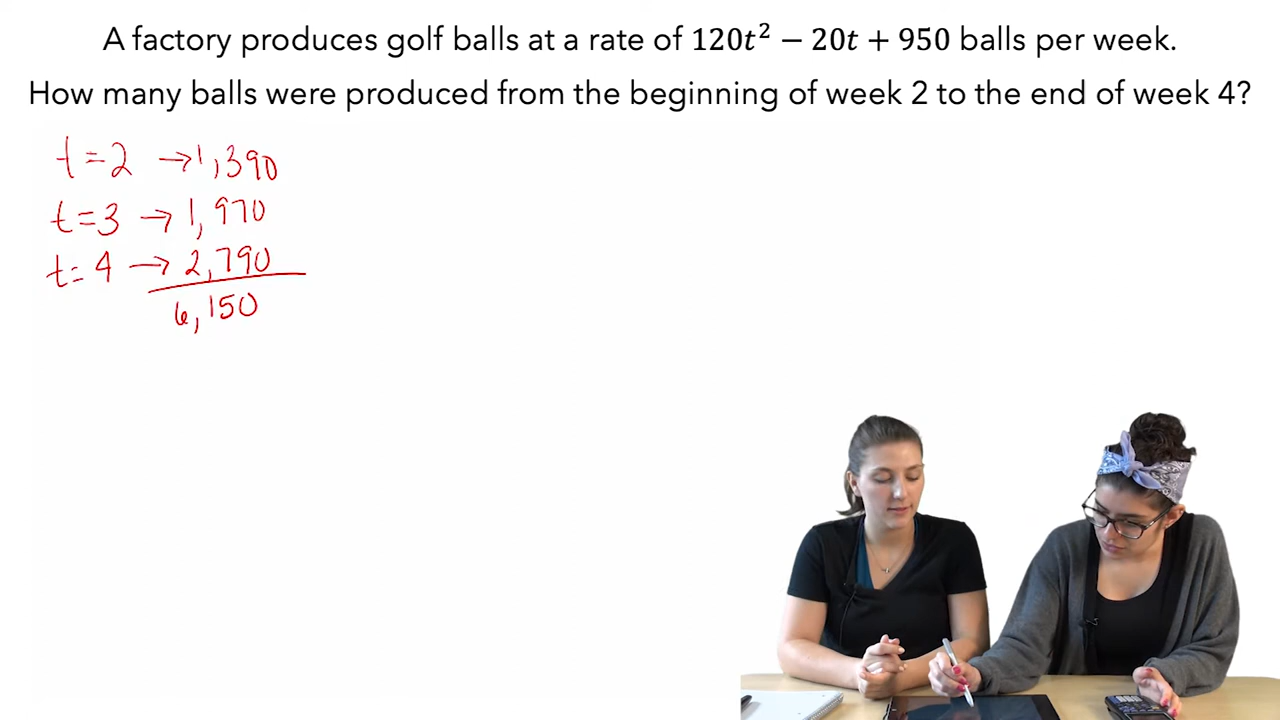 A factory produces golf balls at a rate of 120t² − 20t + 950 balls per week.
How many balls were produced from the beginning of week 2 to the end of week 4?
t=2 → 1,390
t=3 → 1,970
t=4 → 2,790
6,150